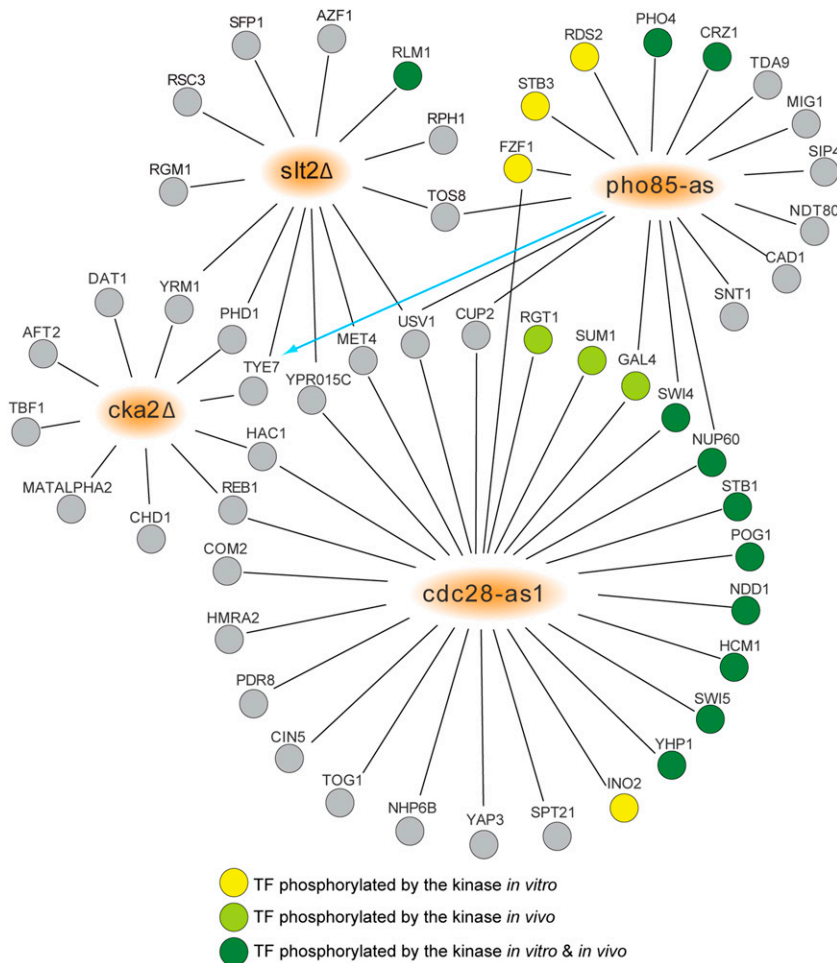 AZF1
SFP1
RLM1
RSC3
RPH1
RGM1
slt2Δ
TOS8
PHO4
CRZ1
RDS2
TDA9
STB3
MIG1
FZF1
SIP4
pho85-as
NDT80
CAD1
SNT1
DAT1
YRM1
PHD1
AFT2
TYE7
TBF1
cka2Δ
HAC1
MATALPHA2
REB1
CHD1
YPR015C
MET4
USV1
CUP2
RGT1
SUM1
GAL4
SWI4
NUP60
STB1
POG1
NDD1
HCM1
SWI5
YHP1
INO2
SPT21
YAP3
NHP6B
TOG1
CIN5
PDR8
HMRA2
COM2
cdc28-as1
TF phosphorylated by the kinase in vitro
TF phosphorylated by the kinase in vivo
TF phosphorylated by the kinase in vitro & in vivo